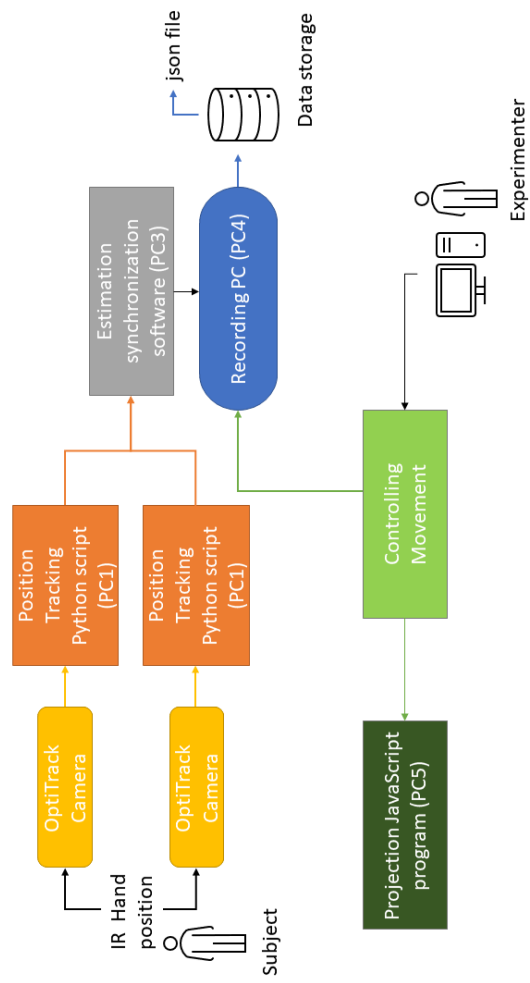 Subject
IR Hand
position
OptiTrack
Camera
OptiTrack
Camera
Position
Tracking
Python script
(PC1)
Position
Tracking
Python script
(PC1)
Estimation
synchronization
software (PC3)
Recording PC (PC4)
json file
Data storage
Projection JavaScript
program (PC5)
Controlling
Movement
Experimenter